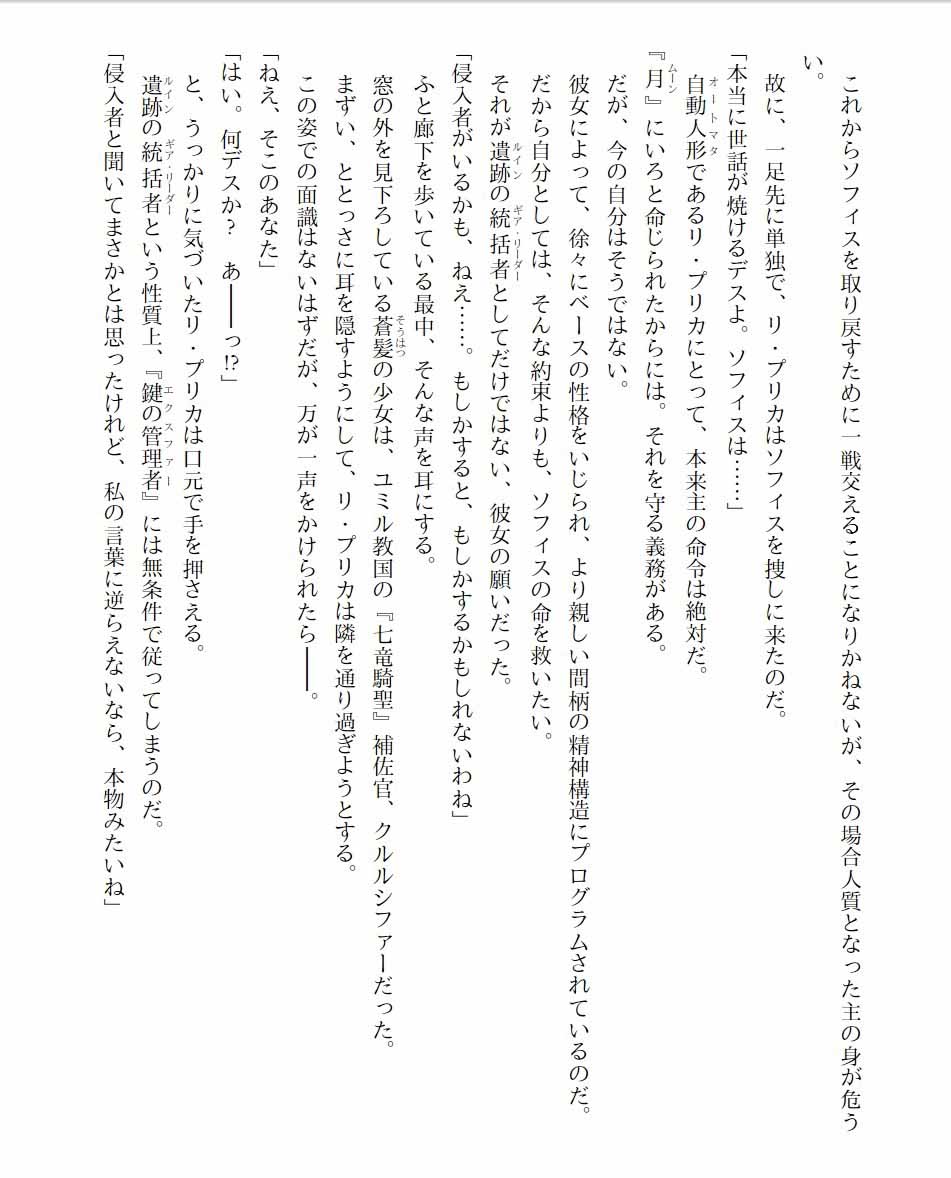 これからソフィスを取り戻すために一戦交えることになりかねないが、その場合人質となった主の身が危う
い。
故に、一足先に単独で、リ・プリカはソフィスを捜しに来たのだ。
「本当に世話が焼けるデスよ。ソフィスは……」
自動人形であるリ・プリカにとって、本来主の命令は絶対だ。
オートマタ
『月』にいろと命じられたからには。それを守る義務がある。
ムーン
だが、今の自分はそうではない。
彼女によって、徐々にベースの性格をいじられ、より親しい間柄の精神構造にプログラムされているのだ。
だから自分としては、そんな約束よりも、ソフィスの命を救いたい。
それが遺跡の統括者としてだけではない、彼女の願いだった。
ルイン
ギア・リーダー
「侵入者がいるかも、ねえ……。もしかすると、もしかするかもしれないわね」
ふと廊下を歩いている最中、そんな声を耳にする。
窓の外を見下ろしている蒼髪の少女は、ユミル教国の『七竜騎聖』補佐官、クルルシファーだった。
そうはつ
まずい、ととっさに耳を隠すようにして、リ・プリカは隣を通り過ぎようとする。
この姿での面識はないはずだが、万が一声をかけられたら――。
「ねえ、そこのあなた」
「はい。何デスか?　あ――っ!?」
と、うっかりに気づいたリ・プリカは口元で手を押さえる。
遺跡の統括者という性質上、『鍵の管理者』には無条件で従ってしまうのだ。
ルイン
ギア・リーダー
エクスファー
「侵入者と聞いてまさかとは思ったけれど、私の言葉に逆らえないなら、本物みたいね」